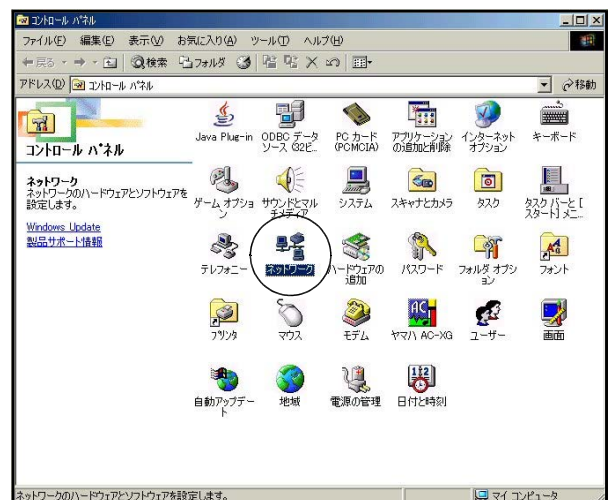 コントロール パネル
ファイル(F) 編集(E) 表示(V) お気に入り(A) ツール(T) ヘルプ(H)
戻る 検索 フォルダ
アドレス(D) コントロール パネル 移動
コントロール パネル
ネットワーク
ネットワークのハードウェアとソフトウェアを
設定します。
Windows Update
製品サポート情報
Java Plug-in
ODBC データ
ソース (32ビ...
PC カード
(PCMCIA)
アプリケーション
の追加と削除
インターネット
オプション
キーボード
ゲーム オプショ
ン
サウンドとマル
チメディア
システム
スキャナとカメラ
タスク
タスク バーと [
スタート] メニ...
テレフォニー
ネットワーク
ハードウェアの
追加
パスワード
フォルダ オプシ
ョン
フォント
プリンタ
マウス
モデム
ヤマハ AC-XG
ユーザー
画面
自動アップデー
ト
地域
電源の管理
日付と時刻
ネットワークのハードウェアとソフトウェアを設定します。
マイ コンピュータ